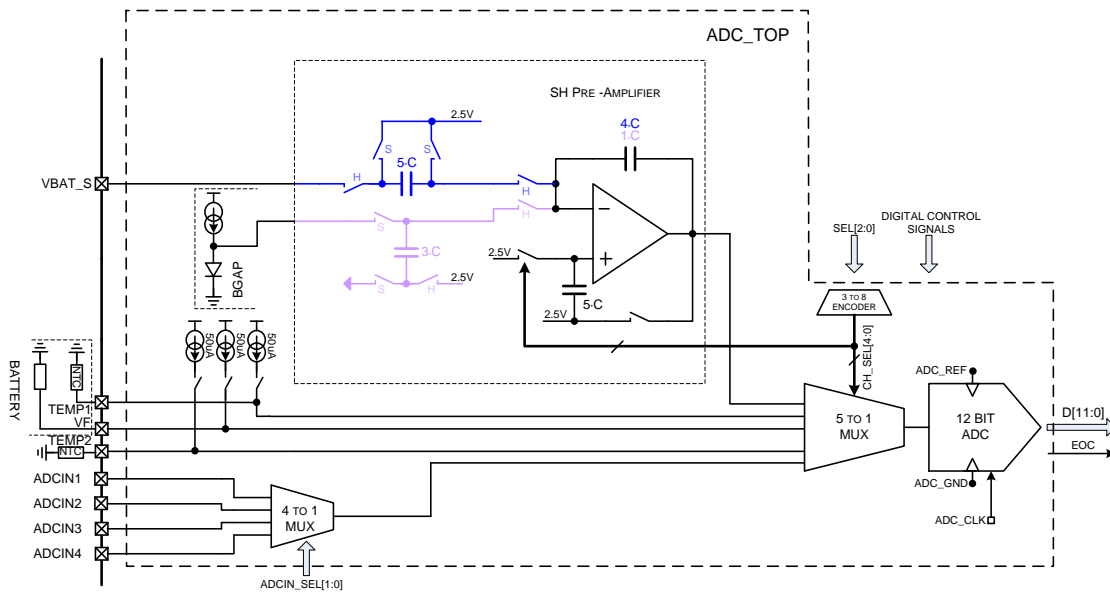 ADC_TOP
SH PRE -AMPLIFIER
2.5V
4·C
1·C
S
S
5·C
VBAT_S
H
H
S
H
3·C
2.5V
S
H
2.5V
5·C
2.5V
BGAP
SEL[2:0]
DIGITAL CONTROL
SIGNALS
3 TO 8
ENCODER
CH_SEL[4:0]
50uA
50uA
50uA
BATTERY
NTC
TEMP1
VF
TEMP2
NTC
ADCIN1
ADCIN2
ADCIN3
ADCIN4
4 TO 1
MUX
ADCIN_SEL[1:0]
5 TO 1
MUX
ADC_REF
12 BIT
ADC
ADC_GND
ADC_CLK
D[11:0]
EOC